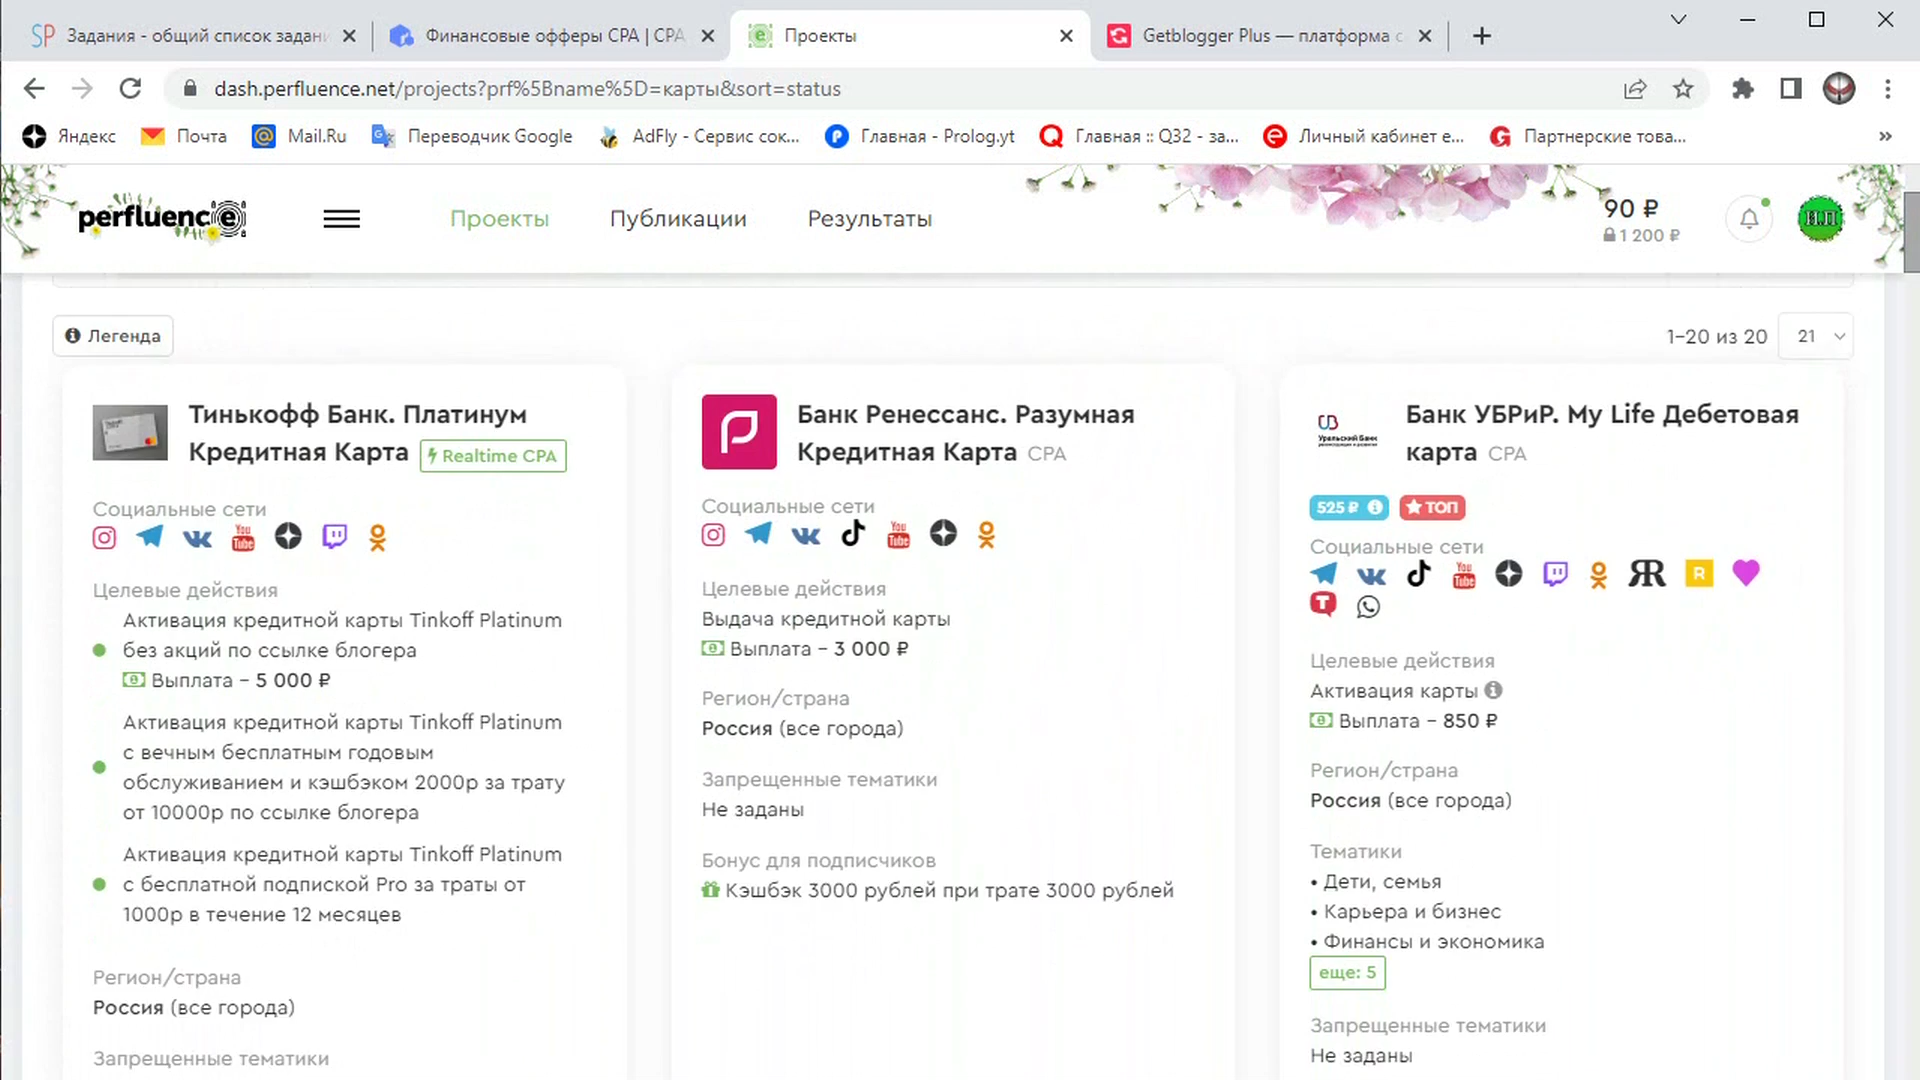 Задания - общий список задани
Финансовые офферы CPA | CPA
Проекты
Getblogger Plus — платформа с
dash.perfluence.net/projects?prf%5Bname%5D=карты&sort=status
Яндекс
Почта
Mail.Ru
Переводчик Google
AdFly - Сервис сок...
Главная - Prolog.yt
Главная :: Q32 - за...
Личный кабинет е...
Партнерские това...
perfluence
Проекты
Публикации
Результаты
90 ₽
1 200 ₽
И.П
Легенда
1-20 из 20
21
Тинькофф Банк. Платинум
Кредитная Карта Realtime CPA
Социальные сети
You Tube
Целевые действия
Активация кредитной карты Tinkoff Platinum
без акций по ссылке блогера
Выплата - 5 000 ₽
Активация кредитной карты Tinkoff Platinum
с вечным бесплатным годовым
обслуживанием и кэшбэком 2000р за трату
от 10000р по ссылке блогера
Активация кредитной карты Tinkoff Platinum
с бесплатной подпиской Pro за траты от
1000р в течение 12 месяцев
Регион/страна
Россия (все города)
Запрещенные тематики
Банк Ренессанс. Разумная
Кредитная Карта CPA
Социальные сети
You Tube
Целевые действия
Выдача кредитной карты
Выплата - 3 000 ₽
Регион/страна
Россия (все города)
Запрещенные тематики
Не заданы
Бонус для подписчиков
Кэшбэк 3000 рублей при трате 3000 рублей
Уральский Банк
Банк УБРиР. My Life Дебетовая
карта CPA
525 ₽ ТОП
Социальные сети
You Tube
Целевые действия
Активация карты
Выплата - 850 ₽
Регион/страна
Россия (все города)
Тематики
• Дети, семья
• Карьера и бизнес
• Финансы и экономика
еще: 5
Запрещенные тематики
Не заданы